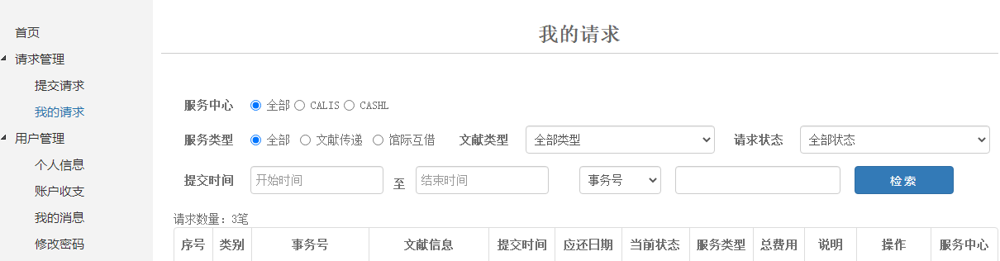 首页
请求管理
提交请求
我的请求
用户管理
个人信息
账户收支
我的消息
修改密码
我的请求
服务中心 全部 CALIS CASHL
服务类型 全部 文献传递 馆际互借 文献类型 全部类型 请求状态 全部状态
提交时间 开始时间 至 结束时间 事务号 检索
请求数量：3笔
序号 类别 事务号 文献信息 提交时间 应还日期 当前状态 服务类型 总费用 说明 操作 服务中心